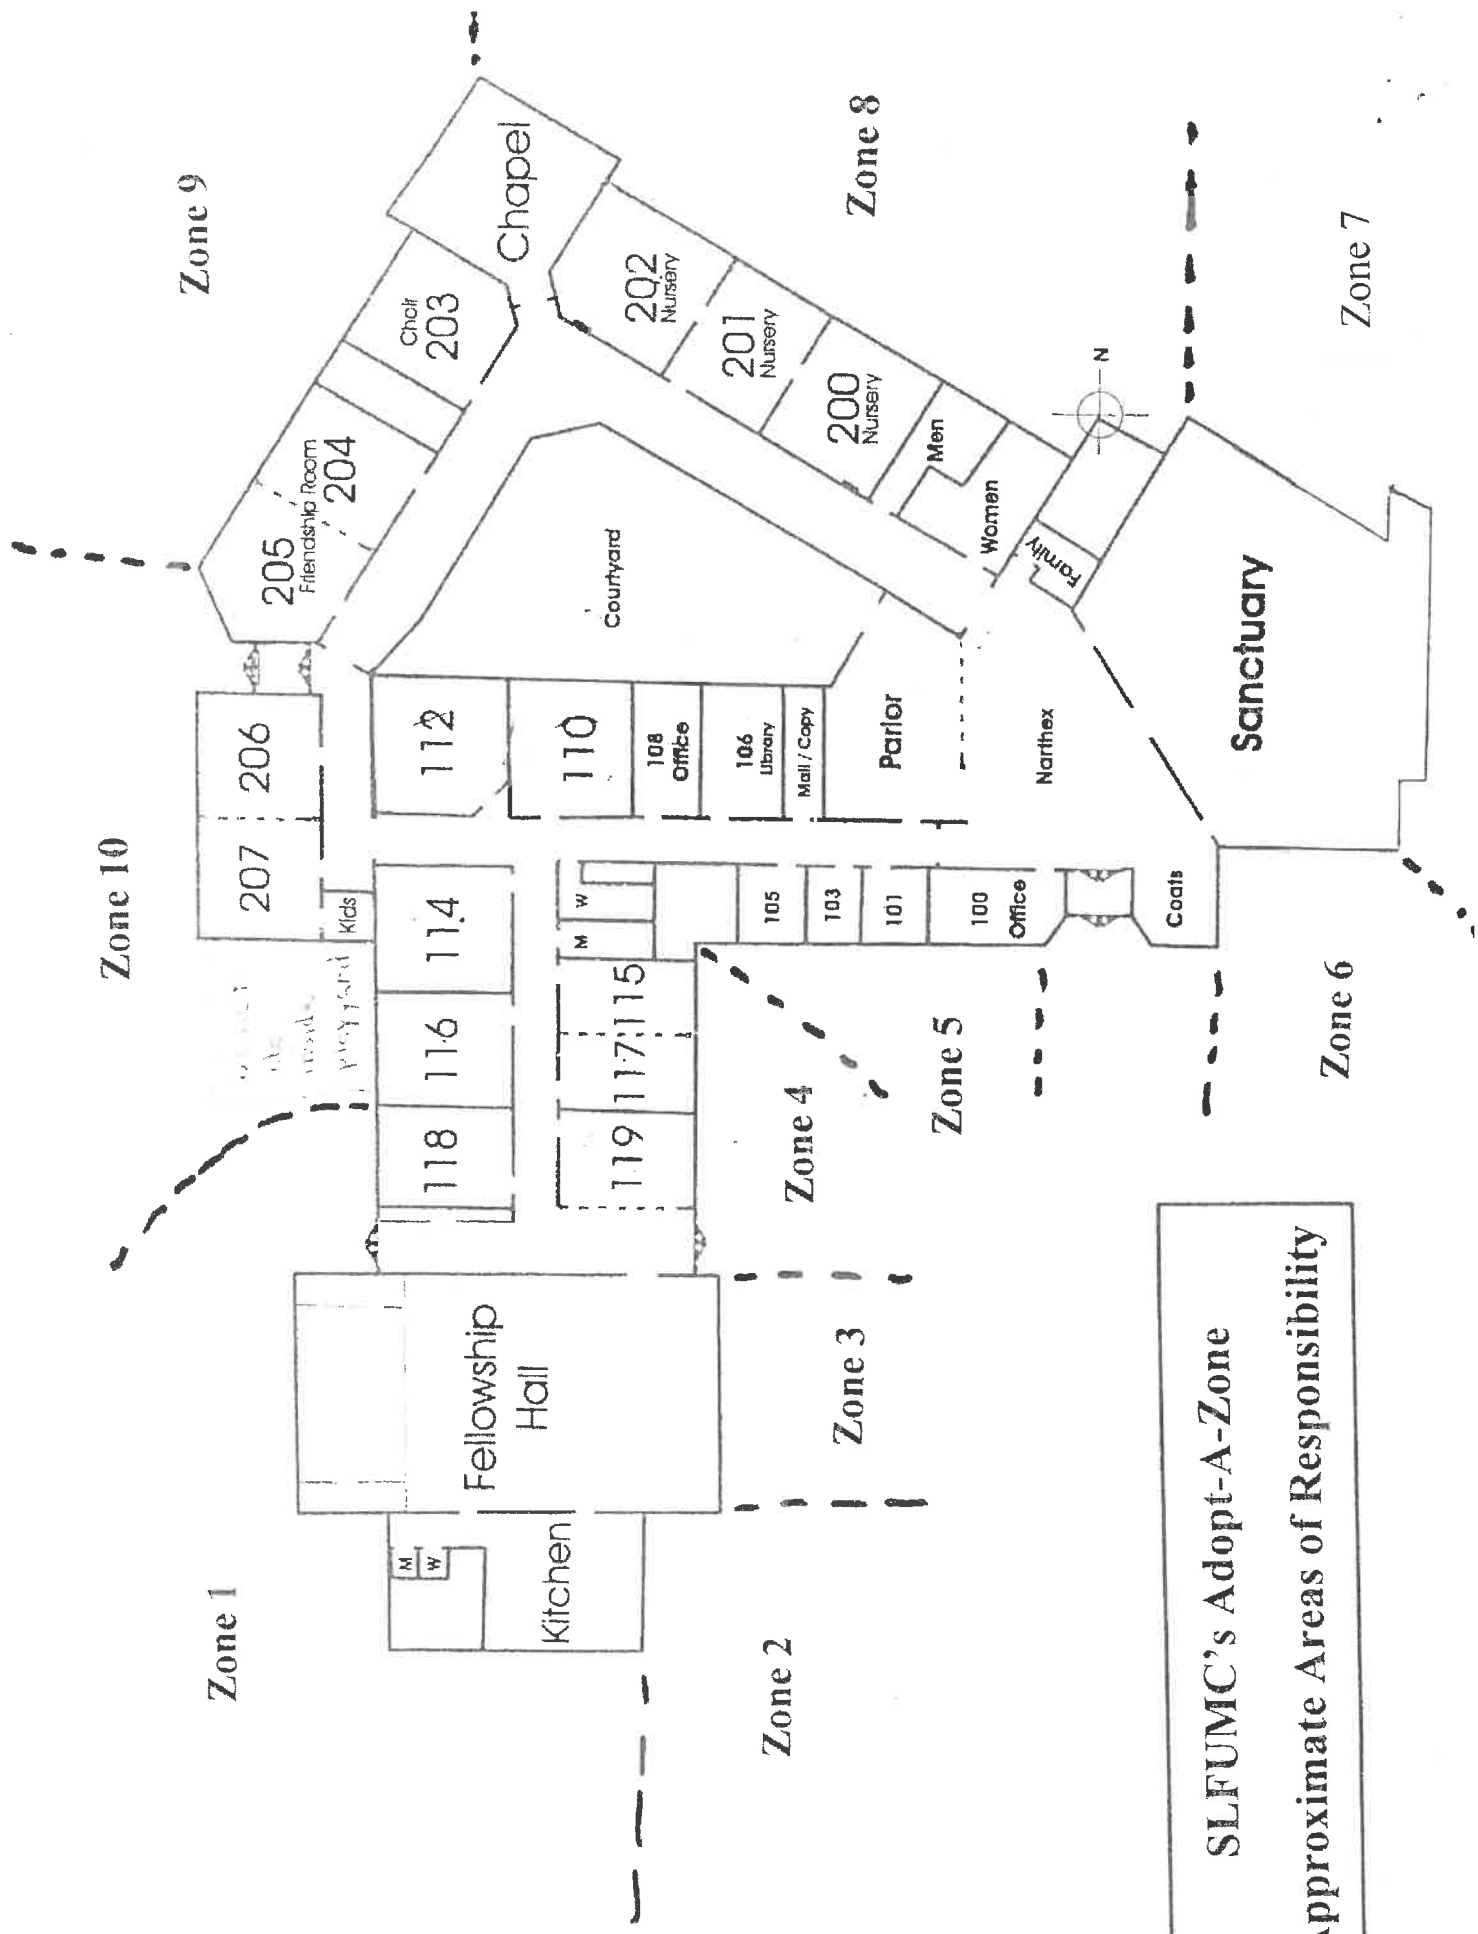 Zone 1
Zone 10
Zone 9
Kitchen
M
W
Fellowship
Hall
118
116
114
Kids
207
206
205
Friendship Room
204
Choir
203
Chapel
119
117
115
M
W
112
110
108
Office
106
Library
Mail / Copy
Courtyard
202
Nursery
201
Nursery
200
Nursery
Men
Women
Family
N
Zone 8
Parlor
Narthex
105
103
101
100
Office
Coats
Sanctuary
Zone 2
Zone 3
Zone 4
Zone 5
Zone 6
Zone 7
SLFUMC's Adopt-A-Zone
Approximate Areas of Responsibility